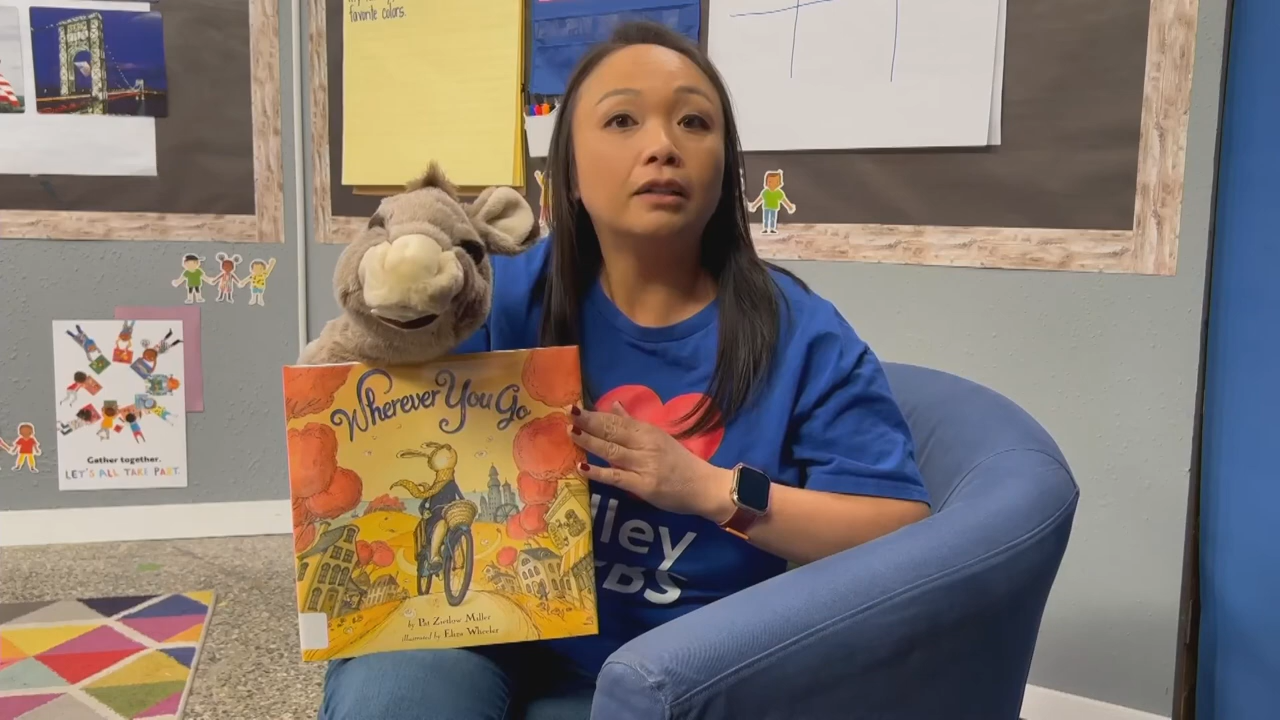 favorite colors.
Wherever You Go
by Pat Zietlow Miller
illustrated by Eliza Wheeler
Gather together.
LET'S ALL TAKE PART.
lley
PBS